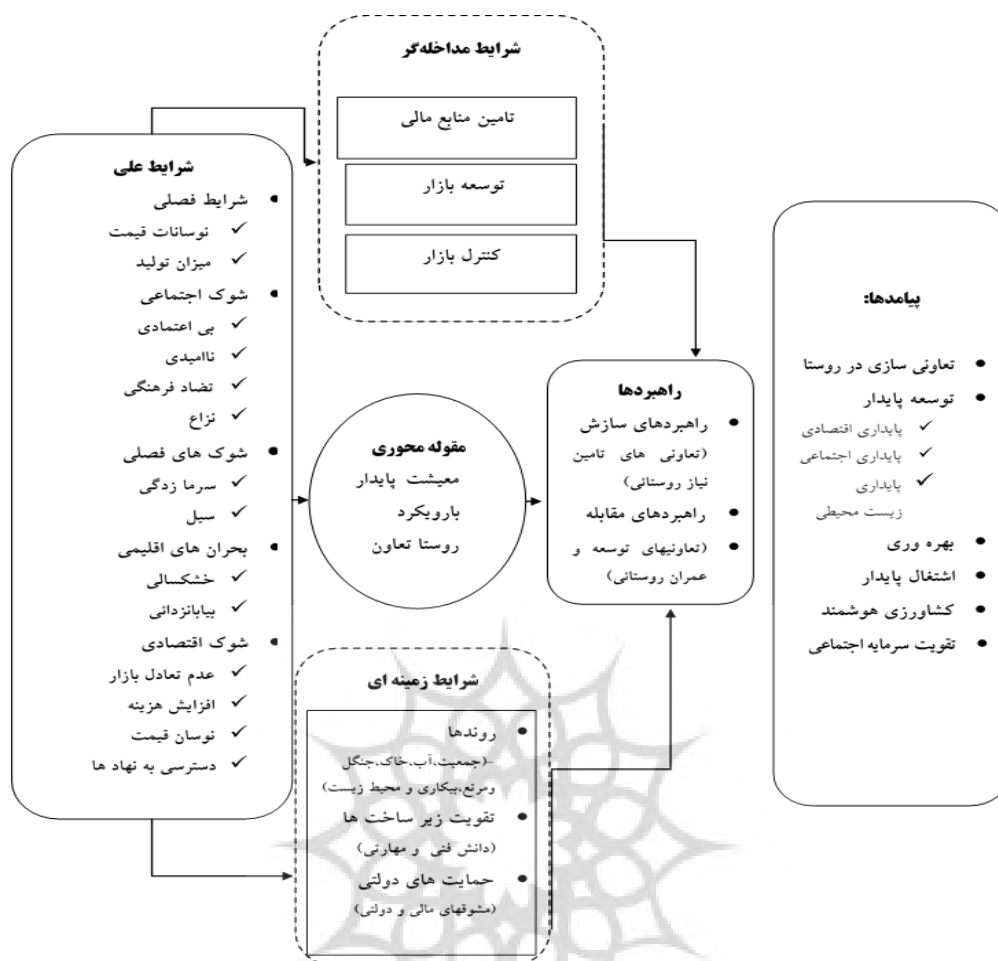 شرایط مداخله‌گر
تامین منابع مالی
توسعه بازار
کنترل بازار
شرایط علی
شرایط فصلی
نوسانات قیمت
میزان تولید
شوک اجتماعی
بی اعتمادی
ناامیدی
تضاد فرهنگی
نزاع
شوک های فصلی
سرما زدگی
سیل
بحران های اقلیمی
خشکسالی
بیابانزدائی
شوک اقتصادی
عدم تعادل بازار
افزایش هزینه
نوسان قیمت
دسترسی به نهاد ها
مقوله محوری
معیشت پایدار
بارویکرد
روستا تعاون
شرایط زمینه ای
روندها
-(جمعیت،آب،خاک،جنگل
ومرتع،بیکاری و محیط زیست)
تقویت زیر ساخت ها
(دانش فنی و مهارتی)
حمایت های دولتی
(مشوقهای مالی و دولتی)
راهبردها
راهبردهای سازش
(تعاونی های تامین
نیاز روستائی)
راهبردهای مقابله
(تعاونیهای توسعه و
عمران روستائی)
پیامدها:
تعاونی سازی در روستا
توسعه پایدار
پایداری اقتصادی
پایداری اجتماعی
پایداری
زیست محیطی
بهره وری
اشتغال پایدار
کشاورزی هوشمند
تقویت سرمایه اجتماعی